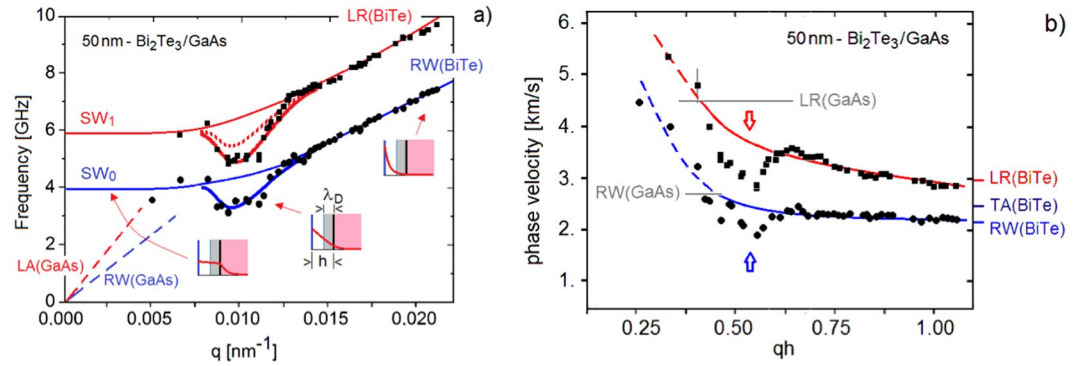 a)
50 nm - Bi₂Te₃/GaAs
LR(BiTe)
RW(BiTe)
SW₁
SW₀
λ_D
> h <
LA(GaAs)
RW(GaAs)
Frequency [GHz]
10
8
6
4
2
0
0.000
0.005
0.010
0.015
0.020
q [nm⁻¹]
b)
50 nm - Bi₂Te₃/GaAs
LR(GaAs)
RW(GaAs)
LR(BiTe)
TA(BiTe)
RW(BiTe)
phase velocity [km/s]
6.
5.
4.
3.
2.
1.
0.25
0.50
0.75
1.00
qh